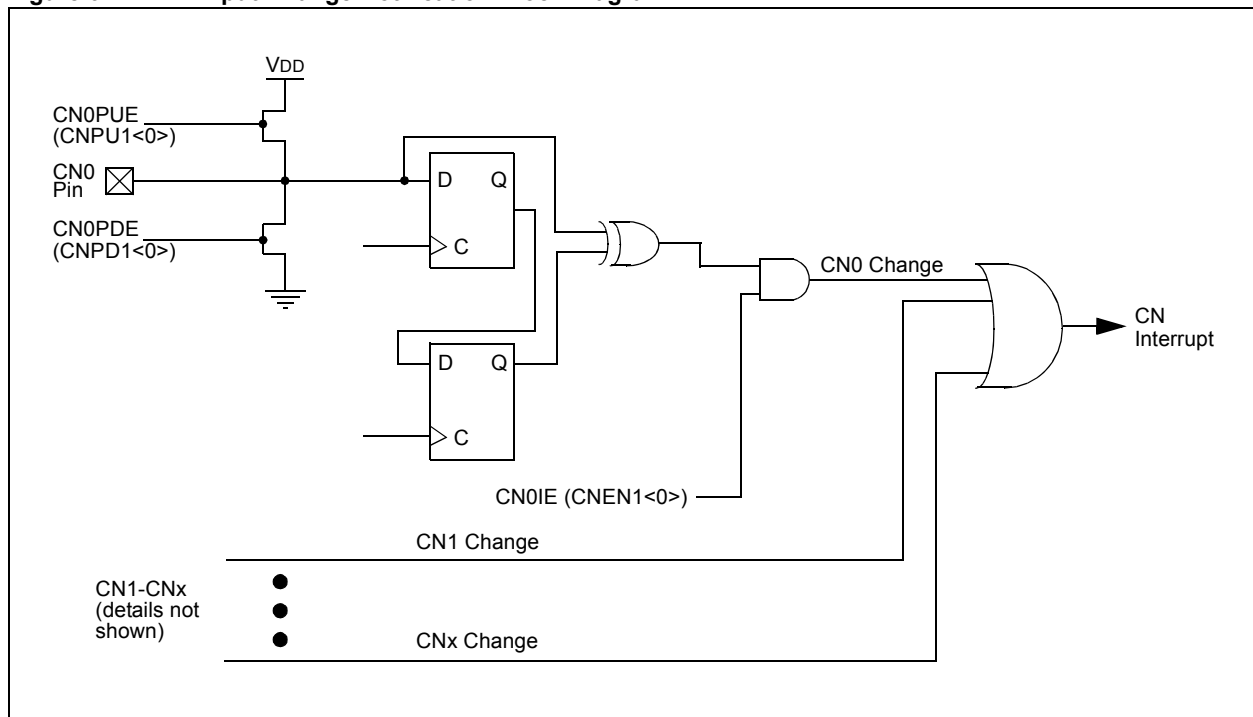 VDD
CN0PUE
(CNPU1<0>)
CN0
Pin
CN0PDE
(CNPD1<0>)
D Q
C
D Q
C
CN0 Change
CN
Interrupt
CN0IE (CNEN1<0>)
CN1 Change
CN1-CNx
(details not
shown)
CNx Change